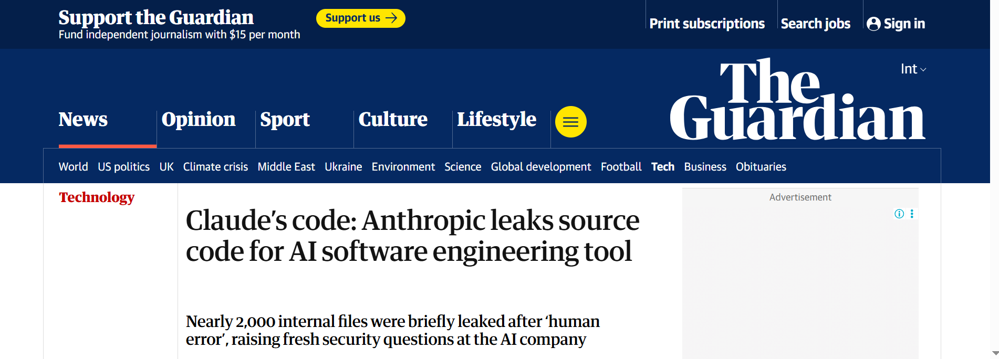 Support the Guardian
Fund independent journalism with $15 per month
Support us
Print subscriptions
Search jobs
Sign in
Int
The
Guardian
News
Opinion
Sport
Culture
Lifestyle
World
US politics
UK
Climate crisis
Middle East
Ukraine
Environment
Science
Global development
Football
Tech
Business
Obituaries
Technology
Claude’s code: Anthropic leaks source
code for AI software engineering tool
Nearly 2,000 internal files were briefly leaked after ‘human
error’, raising fresh security questions at the AI company
Advertisement